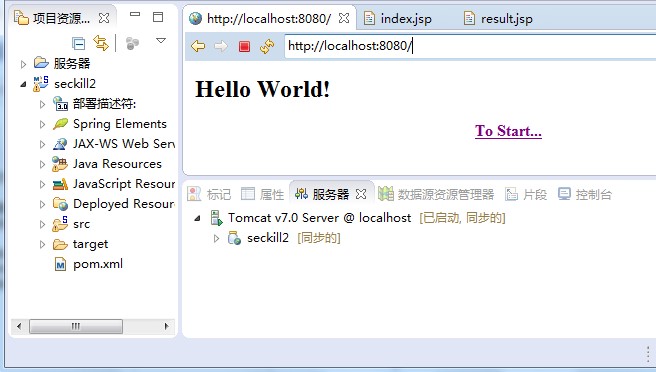 项目资源...
http://localhost:8080/
index.jsp
result.jsp
http://localhost:8080/
服务器
seckill2
部署描述符:
Spring Elements
JAX-WS Web Serv
Java Resources
JavaScript Resour
Deployed Resour
src
target
pom.xml
Hello World!
To Start...
标记
属性
服务器
数据源资源管理器
片段
控制台
Tomcat v7.0 Server @ localhost [已启动, 同步的]
seckill2 [同步的]